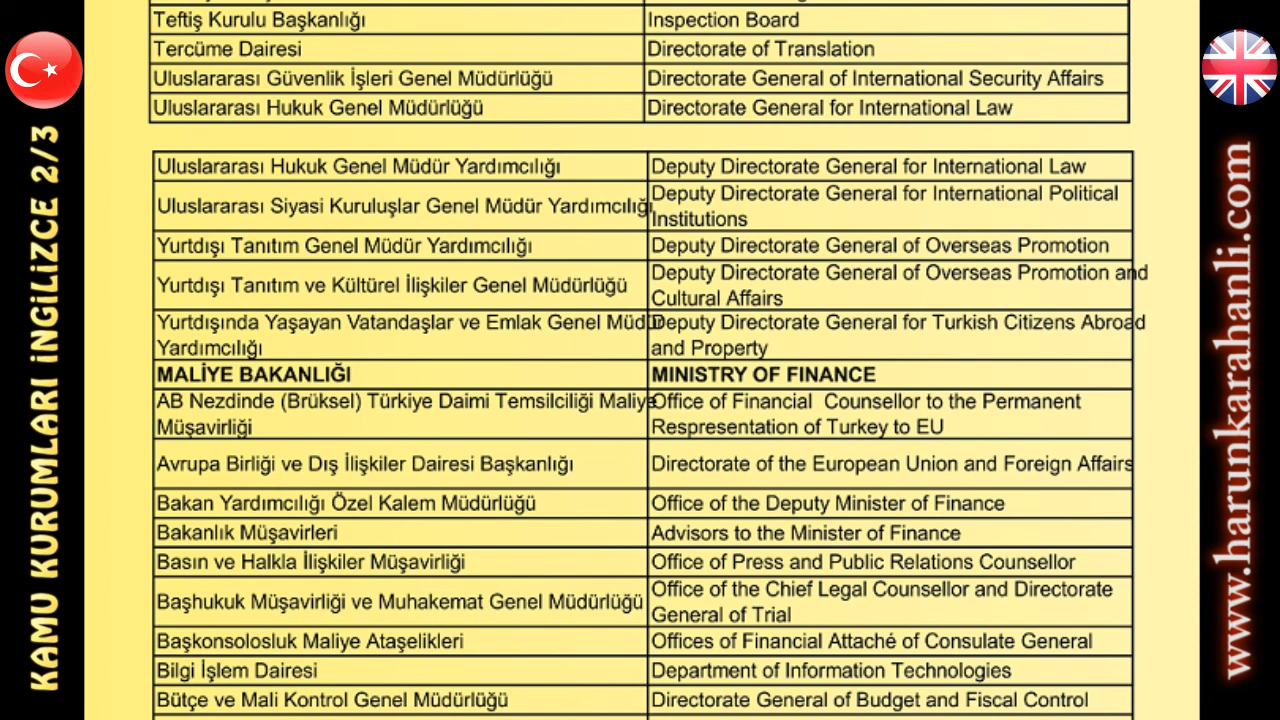 KAMU KURUMLARI İNGİLİZCE 2/3
Teftiş Kurulu Başkanlığı Inspection Board
Tercüme Dairesi Directorate of Translation
Uluslararası Güvenlik İşleri Genel Müdürlüğü Directorate General of International Security Affairs
Uluslararası Hukuk Genel Müdürlüğü Directorate General for International Law
Uluslararası Hukuk Genel Müdür Yardımcılığı Deputy Directorate General for International Law
Uluslararası Siyasi Kuruluşlar Genel Müdür Yardımcılığı Deputy Directorate General for International Political
Institutions
Yurtdışı Tanıtım Genel Müdür Yardımcılığı Deputy Directorate General of Overseas Promotion
Yurtdışı Tanıtım ve Kültürel İlişkiler Genel Müdürlüğü Deputy Directorate General of Overseas Promotion and
Cultural Affairs
Yurtdışında Yaşayan Vatandaşlar ve Emlak Genel Müdür Deputy Directorate General for Turkish Citizens Abroad
Yardımcılığı and Property
MALİYE BAKANLIĞI MINISTRY OF FINANCE
AB Nezdinde (Brüksel) Türkiye Daimi Temsilciliği Maliye Office of Financial Counsellor to the Permanent
Müşavirliği Respresentation of Turkey to EU
Avrupa Birliği ve Dış İlişkiler Dairesi Başkanlığı Directorate of the European Union and Foreign Affairs
Bakan Yardımcılığı Özel Kalem Müdürlüğü Office of the Deputy Minister of Finance
Bakanlık Müşavirleri Advisors to the Minister of Finance
Basın ve Halkla İlişkiler Müşavirliği Office of Press and Public Relations Counsellor
Başhukuk Müşavirliği ve Muhakemat Genel Müdürlüğü Office of the Chief Legal Counsellor and Directorate
General of Trial
Başkonsolosluk Maliye Ataşelikleri Offices of Financial Attaché of Consulate General
Bilgi İşlem Dairesi Department of Information Technologies
Bütçe ve Mali Kontrol Genel Müdürlüğü Directorate General of Budget and Fiscal Control
www.harunkarahanli.com